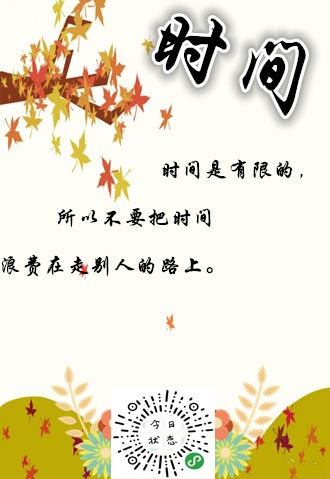 时间
时间是有限的，
所以不要把时间
浪费在走别人的路上。
今日
状态